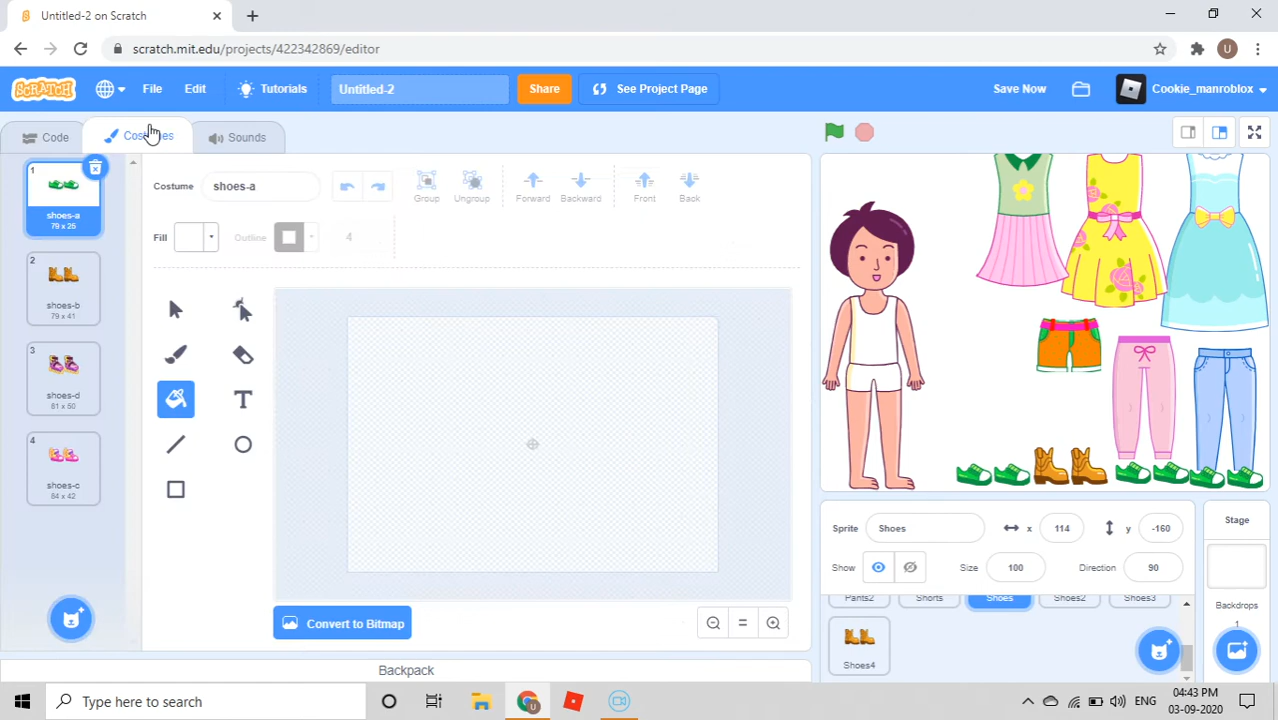 Untitled-2 on Scratch
scratch.mit.edu/projects/422342869/editor
U
SCRATCH
File
Edit
Tutorials
Untitled-2
Share
See Project Page
Save Now
Cookie_manroblox
Code
Sounds
1
shoes-a
79 x 25
2
shoes-b
79 x 41
3
shoes-d
81 x 50
4
shoes-c
84 x 42
Costume
shoes-a
Group
Ungroup
Forward
Backward
Front
Back
Fill
Outline
4
T
Convert to Bitmap
Backpack
Sprite
Shoes
x
114
y
-160
Show
Size
100
Direction
90
Pants2
Shorts
Shoes
Shoes2
Shoes3
Shoes4
Stage
Backdrops
1
Type here to search
ENG
04:43 PM
03-09-2020